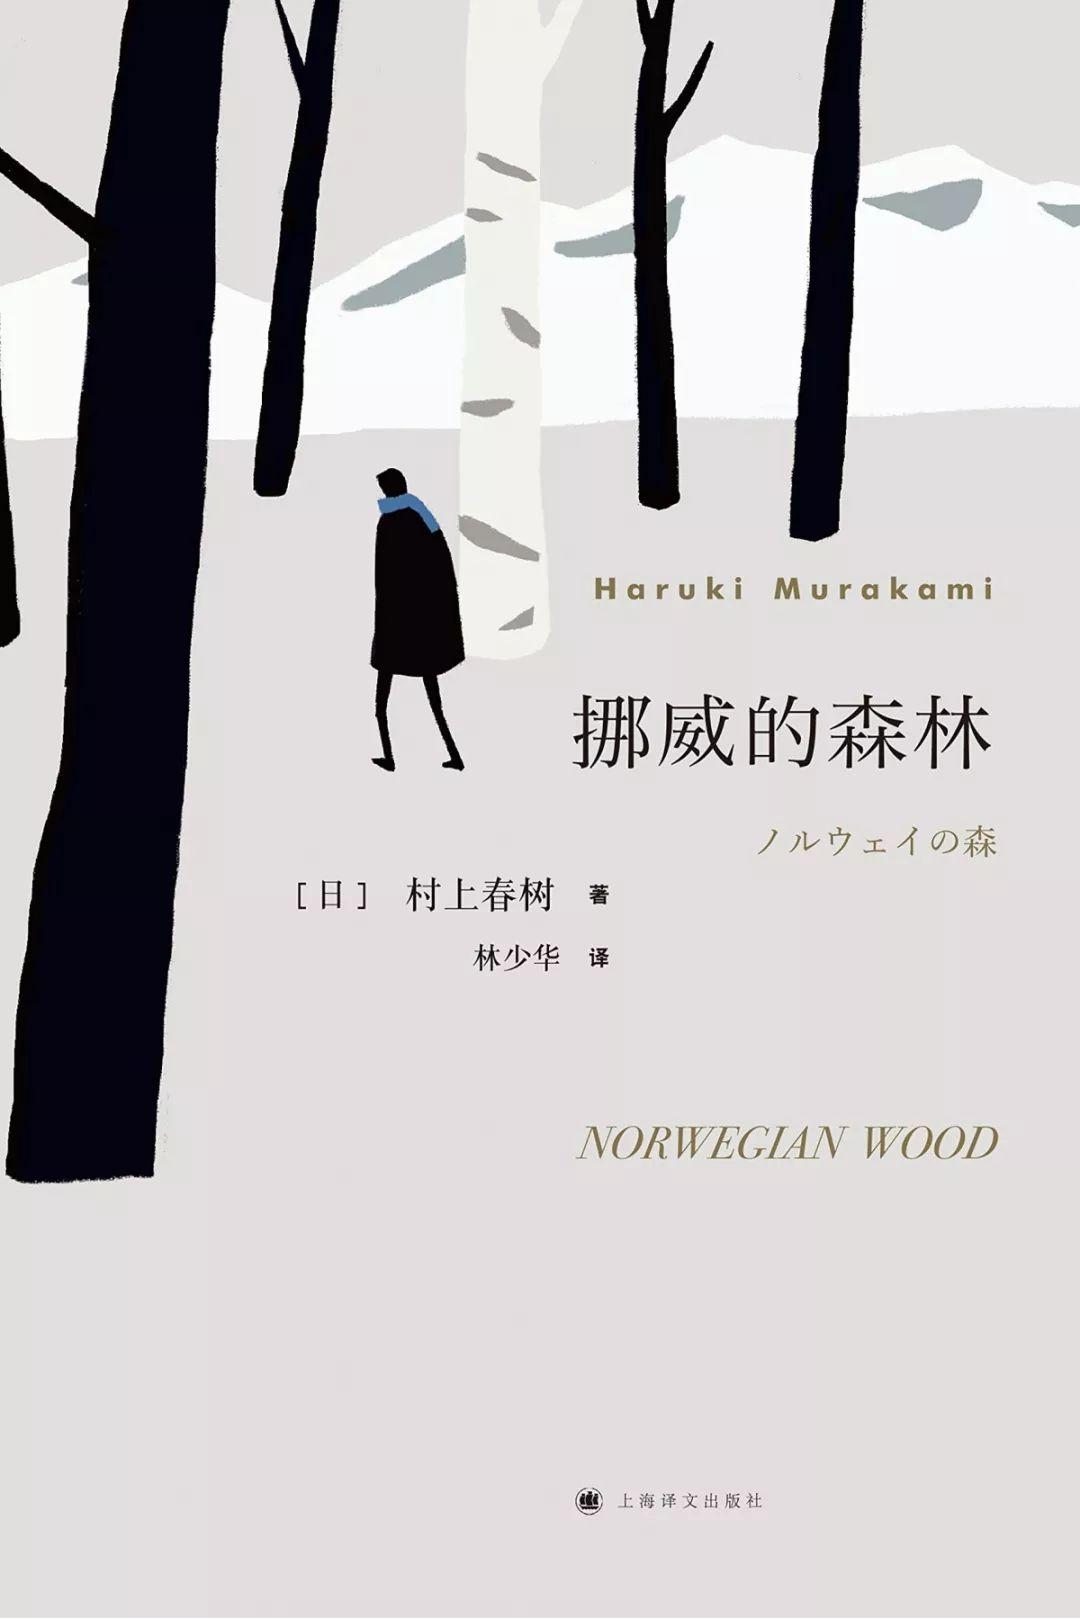 Haruki Murakami
挪威的森林
ノルウェイの森
［日］ 村上春树 著
林少华 译
NORWEGIAN WOOD
上海译文出版社